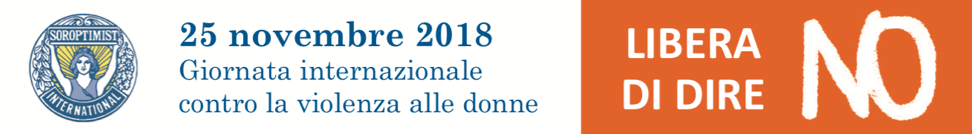 SOROPTIMIST
INTERNATIONAL
25 novembre 2018
Giornata internazionale
contro la violenza alle donne
LIBERA
DI DIRE
NO